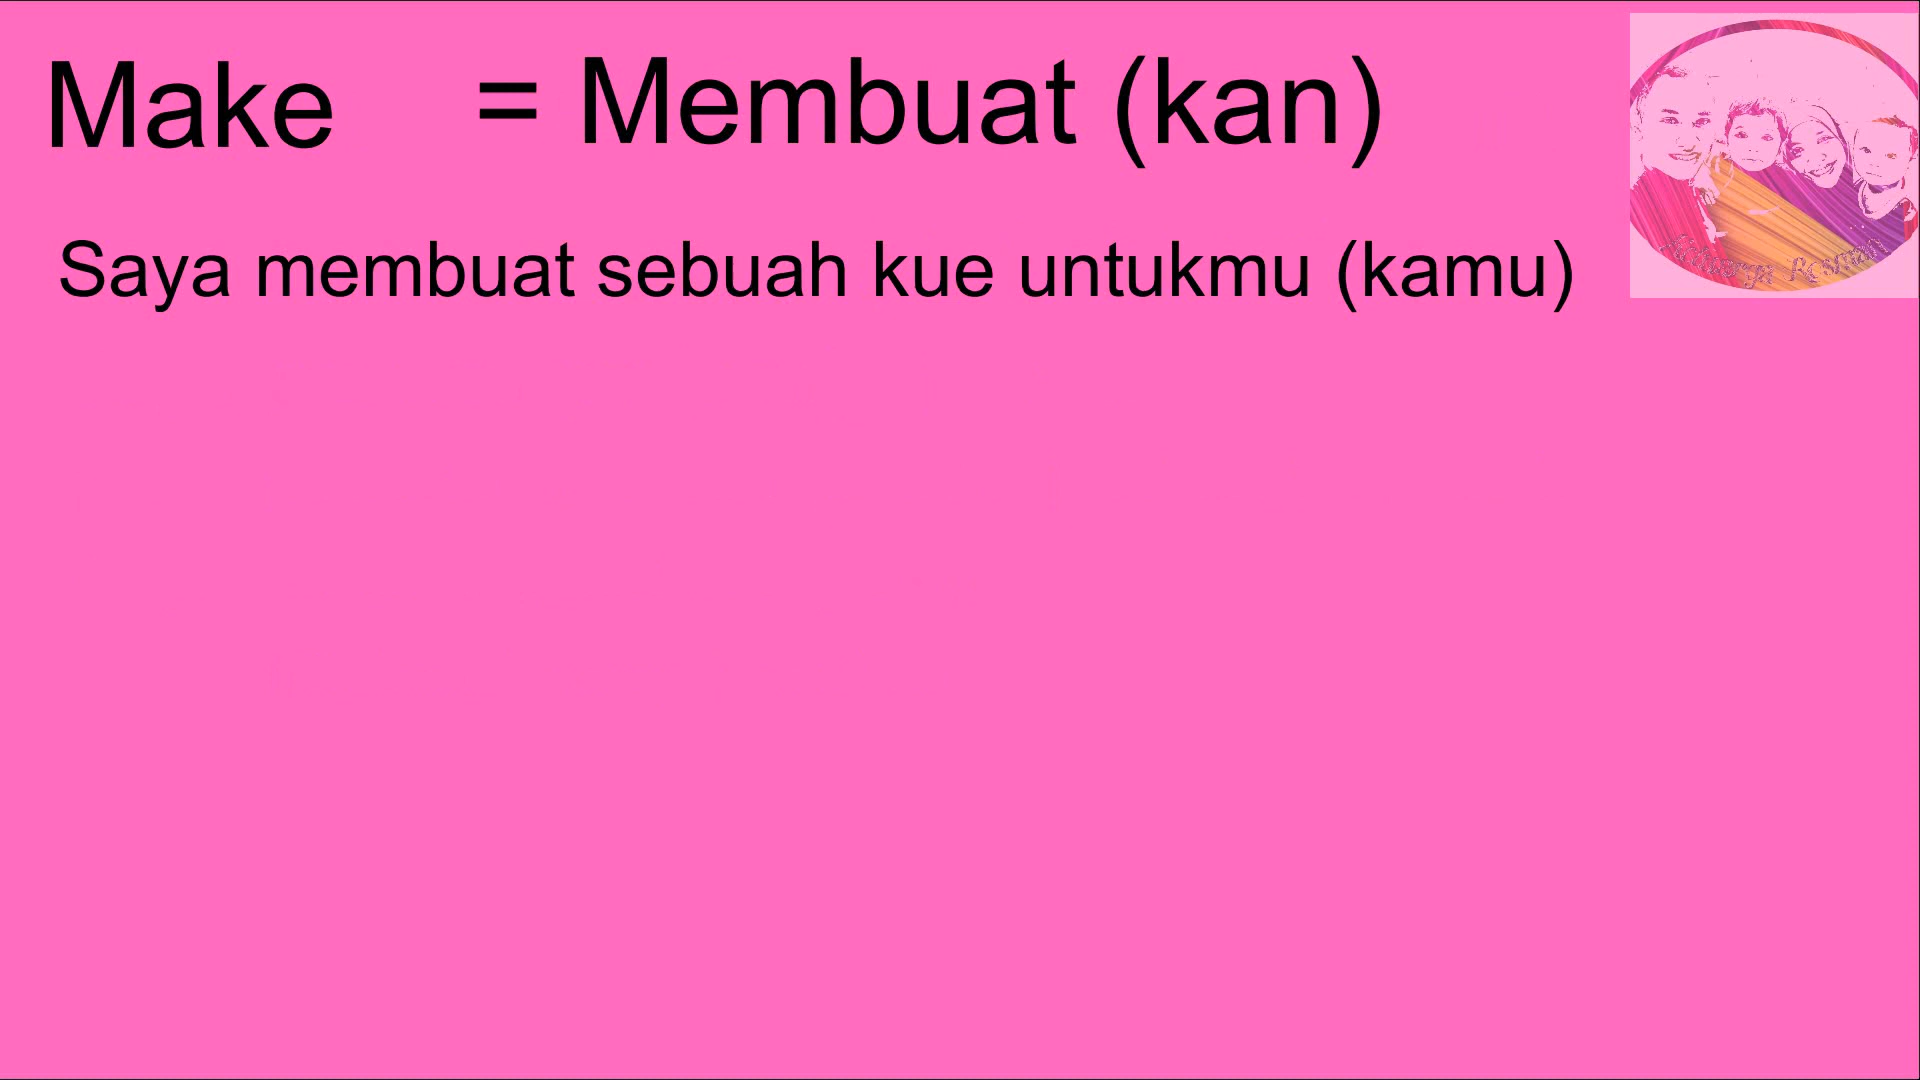 Make = Membuat (kan)
Saya membuat sebuah kue untukmu (kamu)